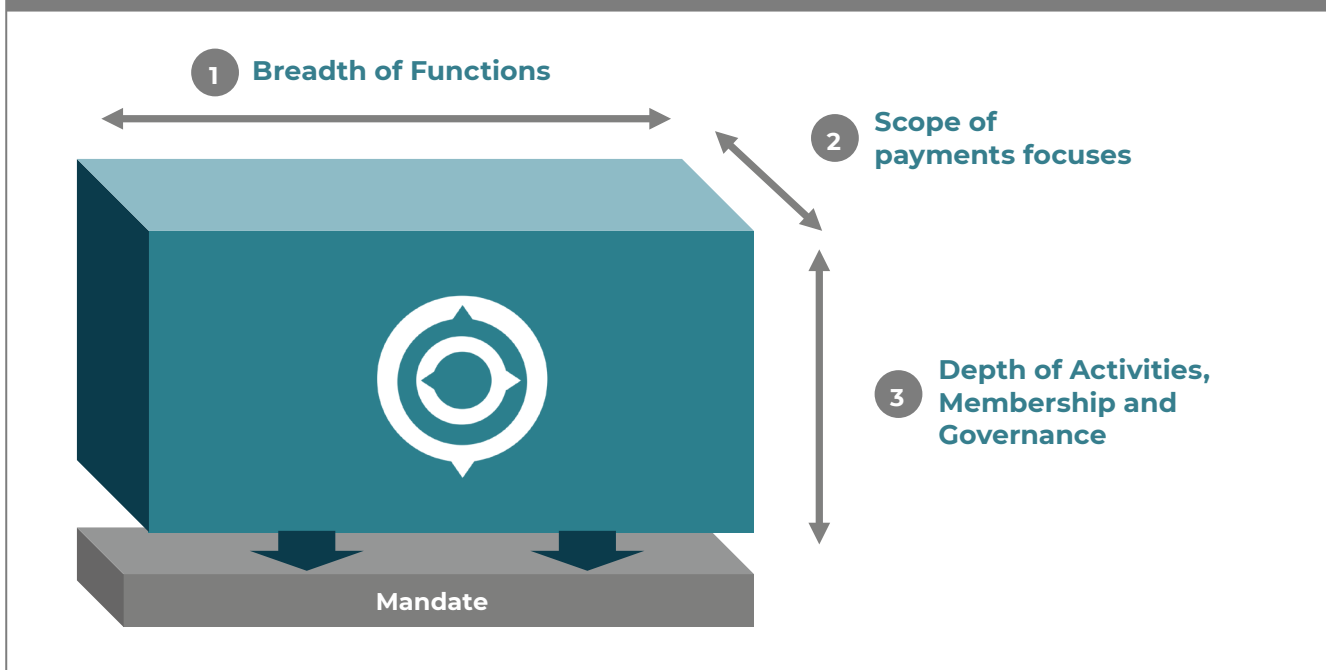 1 Breadth of Functions
2 Scope of
payments focuses
3 Depth of Activities,
Membership and
Governance
Mandate